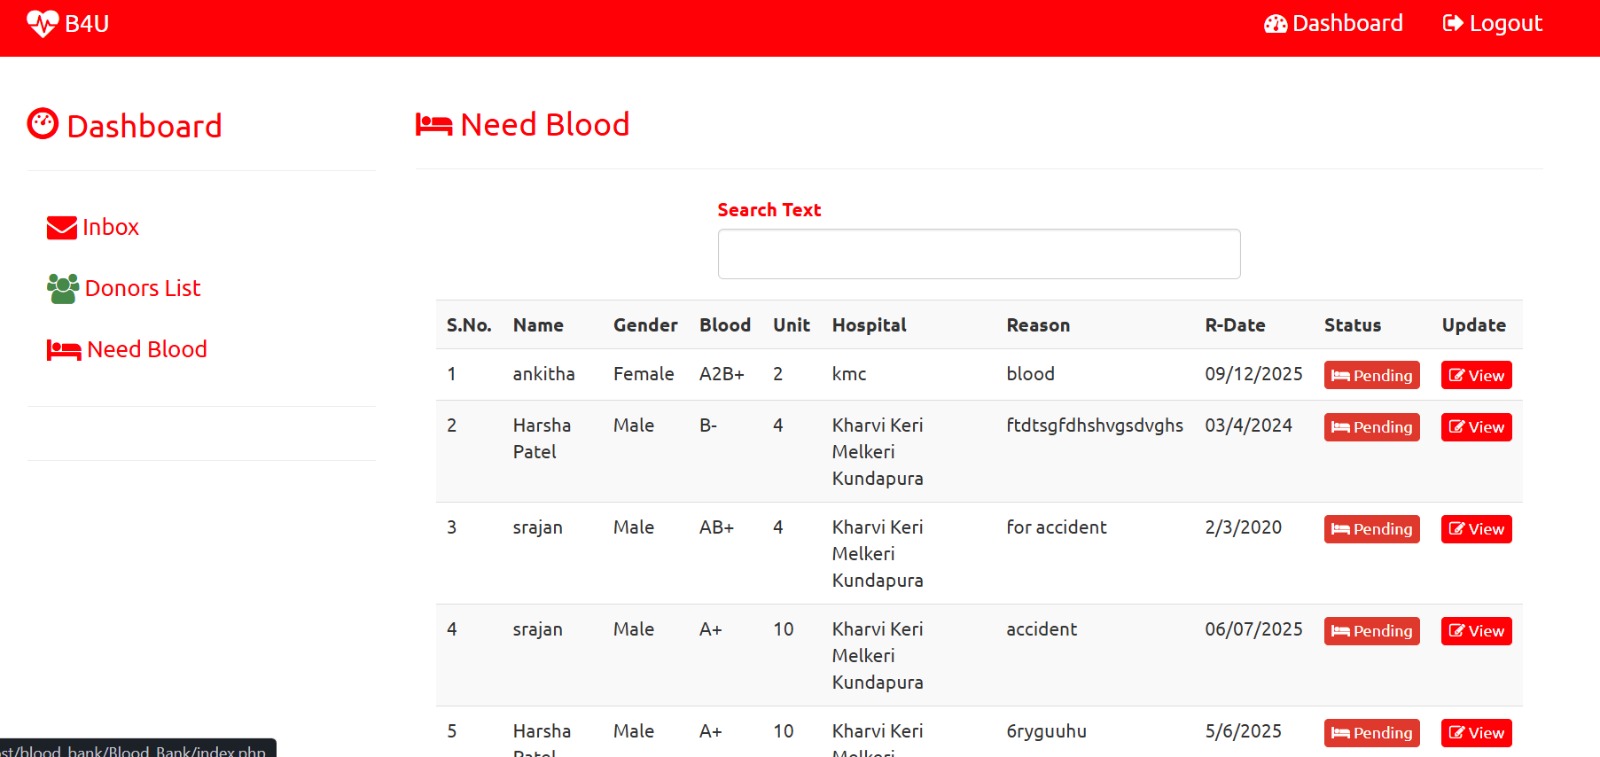 B4U
Dashboard Logout
Dashboard
Need Blood
Inbox
Donors List
Need Blood
Search Text
S.No. Name Gender Blood Unit Hospital Reason R-Date Status Update
1 ankitha Female A2B+ 2 kmc blood 09/12/2025 Pending View
2 Harsha Male B- 4 Kharvi Keri ftdtsgfdhshvgsdvghs 03/4/2024 Pending View
Patel Melkeri
Kundapura
3 srajan Male AB+ 4 Kharvi Keri for accident 2/3/2020 Pending View
Melkeri
Kundapura
4 srajan Male A+ 10 Kharvi Keri accident 06/07/2025 Pending View
Melkeri
Kundapura
5 Harsha Male A+ 10 Kharvi Keri 6ryguuhu 5/6/2025 Pending View
Patel Melkeri
st/blood_bank/Blood_Bank/index.php